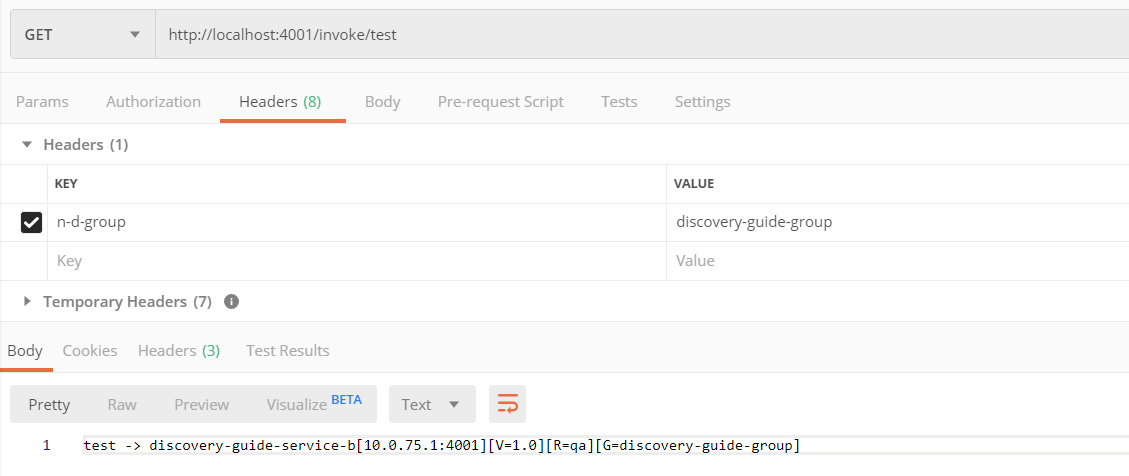 GET http://localhost:4001/invoke/test
Params Authorization Headers (8) Body Pre-request Script Tests Settings
Headers (1)
KEY VALUE
n-d-group discovery-guide-group
Key Value
Temporary Headers (7)
Body Cookies Headers (3) Test Results
Pretty Raw Preview Visualize BETA Text
1 test -> discovery-guide-service-b[10.0.75.1:4001][V=1.0][R=qa][G=discovery-guide-group]